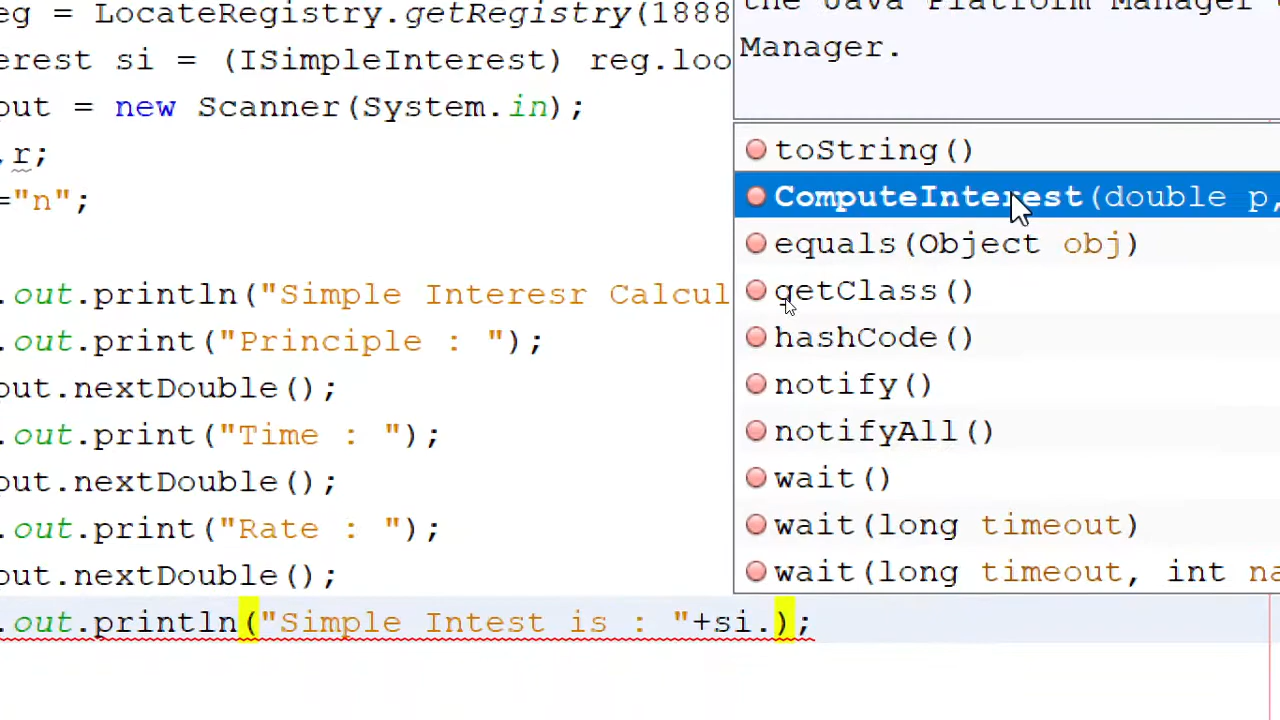 eg = LocateRegistry.getRegistry(1888
the Java Platform Manager
erest si = (ISimpleInterest) reg.loo
Manager.
out = new Scanner(System.in);
,r;
="n";
toString()
ComputeInterest(double p,
equals(Object obj)
getClass()
hashCode()
notify()
notifyAll()
wait()
wait(long timeout)
wait(long timeout, int na
.out.println("Simple Interesr Calcul
.out.print("Principle : ");
out.nextDouble();
.out.print("Time : ");
out.nextDouble();
.out.print("Rate : ");
out.nextDouble();
.out.println("Simple Intest is : "+si.);